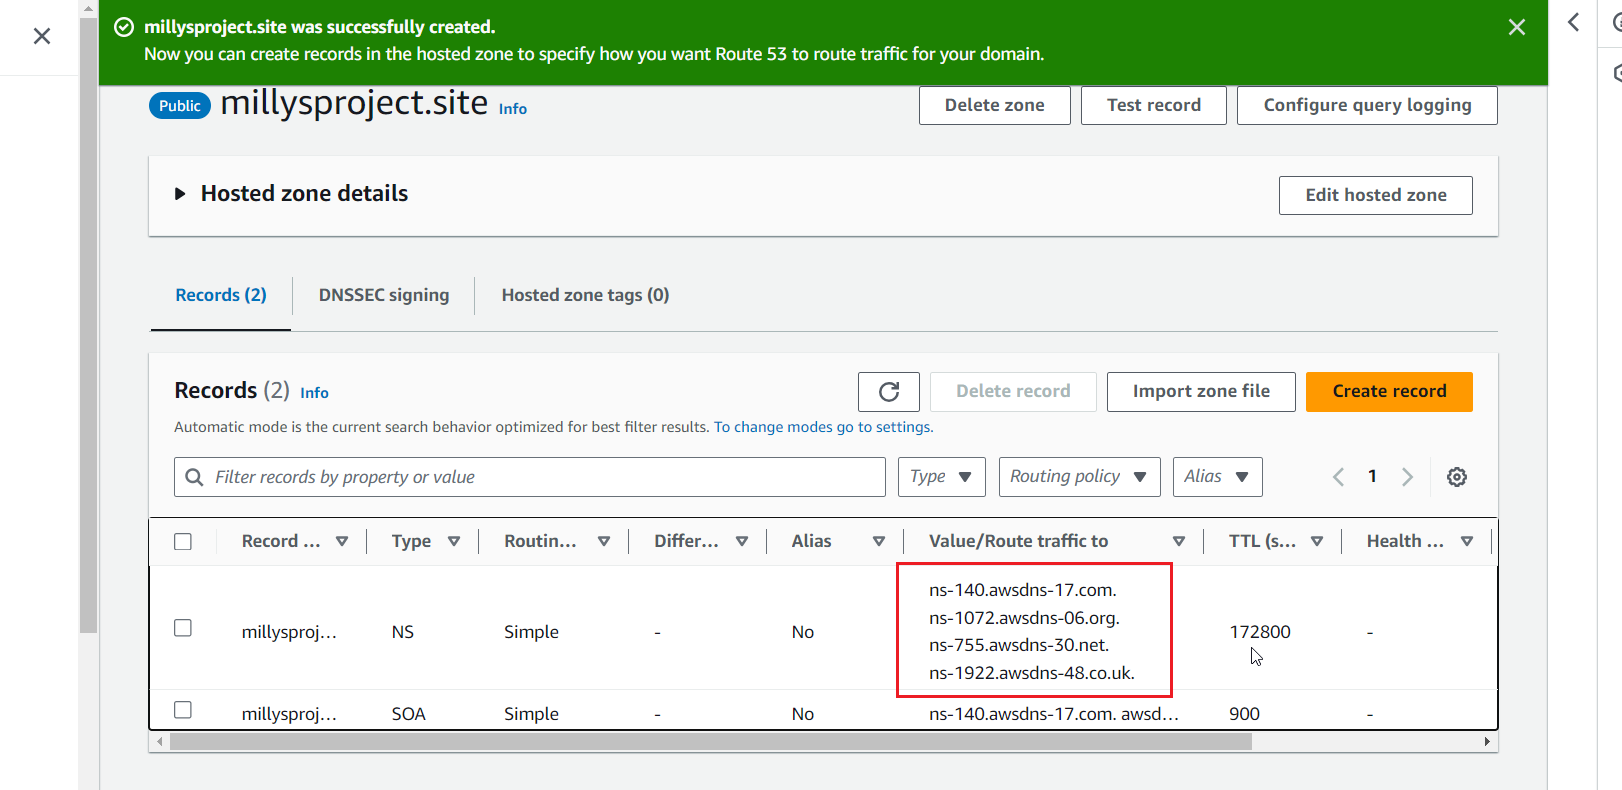 millysproject.site was successfully created.
Now you can create records in the hosted zone to specify how you want Route 53 to route traffic for your domain.
Public millysproject.site Info
Delete zone
Test record
Configure query logging
Hosted zone details
Edit hosted zone
Records (2)
DNSSEC signing
Hosted zone tags (0)
Records (2) Info
Delete record
Import zone file
Create record
Automatic mode is the current search behavior optimized for best filter results. To change modes go to settings.
Filter records by property or value
Type
Routing policy
Alias
1
Record ... Type Routin... Differ... Alias Value/Route traffic to TTL (s... Health ...
ns-140.awsdns-17.com.
ns-1072.awsdns-06.org.
millysproj... NS Simple - No 172800 -
ns-755.awsdns-30.net.
ns-1922.awsdns-48.co.uk.
millysproj... SOA Simple - No ns-140.awsdns-17.com. awsd... 900 -